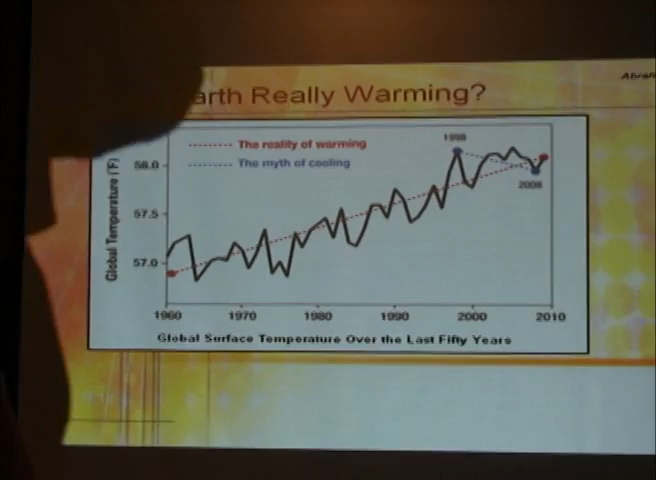 Abrah
arth Really Warming?
The reality of warming
The myth of cooling
1998
2008
Global Temperature (°F)
58.0
57.5
57.0
1960 1970 1980 1990 2000 2010
Global Surface Temperature Over the Last Fifty Years